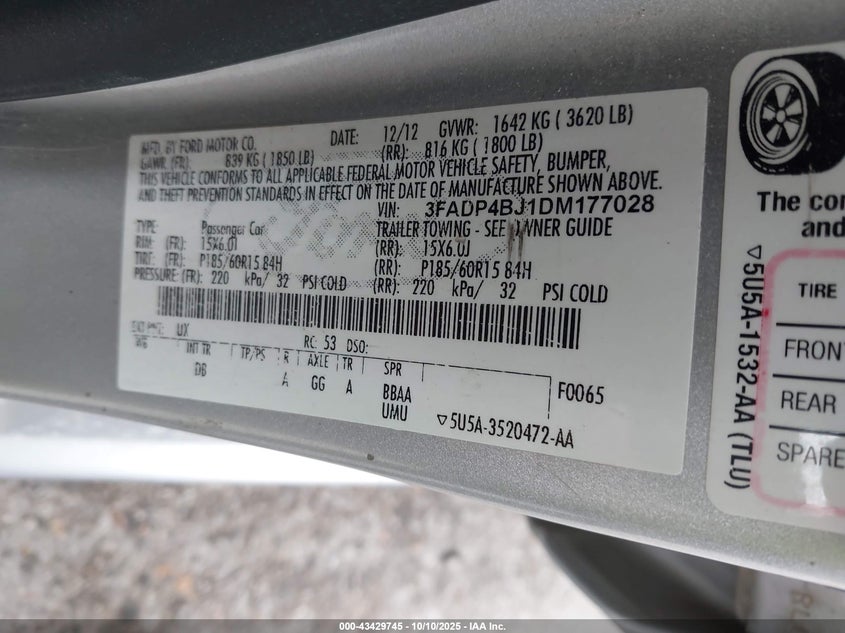 MFD. BY FORD MOTOR CO.
DATE: 12/12 GVWR: 1642 KG ( 3620 LB)
GAWR: (FR): 839 KG ( 1850 LB) (RR): 816 KG ( 1800 LB)
THIS VEHICLE CONFORMS TO ALL APPLICABLE FEDERAL MOTOR VEHICLE SAFETY, BUMPER,
AND THEFT PREVENTION STANDARDS IN EFFECT ON THE DATE OF MANUFACTURE SHOWN ABOVE.
VIN: 3FADP4BJ1DM177028
TYPE: Passenger Car TRAILER TOWING - SEE OWNER GUIDE
RIM: (FR): 15X6.0J (RR): 15X6.0J
TIRE: (FR): P185/60R15 84H (RR): P185/60R15 84H
PRESSURE: (FR): 220 kPa/ 32 PSI COLD (RR): 220 kPa/ 32 PSI COLD
EXT PNT: UX RC: 53 DSO:
WB INT TR TP/PS R AXLE TR SPR
DB A GG A BBAA F0065
UMU ▽5U5A-3520472-AA
The con
and
TIRE
FRONT
REAR
SPARE
▽5U5A-1532-AA (TLU)
000-43429745 - 10/10/2025 - IAA Inc.